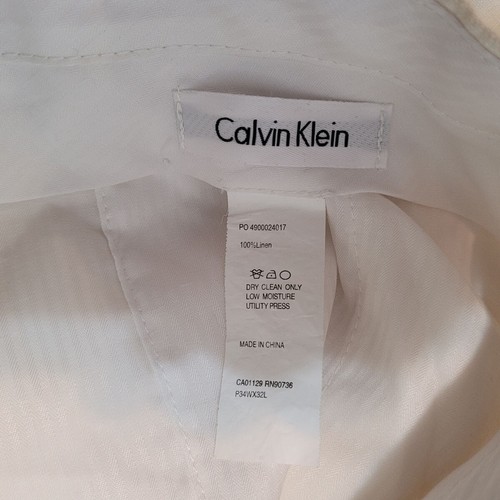 Calvin Klein
PO 4900024017
100%Linen
DRY CLEAN ONLY
LOW MOISTURE
UTILITY PRESS
MADE IN CHINA
CA01129 RN90736
P34WX32L